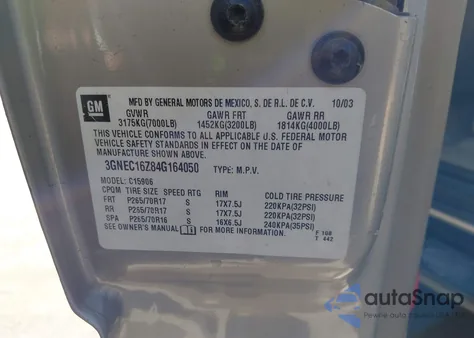 GM
MFD BY GENERAL MOTORS DE MEXICO, S. DE R.L. DE C.V. 10/03
GVWR GAWR FRT GAWR RR
3175KG(7000LB) 1452KG(3200LB) 1814KG(4000LB)
THIS VEHICLE CONFORMS TO ALL APPLICABLE U.S. FEDERAL MOTOR
VEHICLE SAFETY STANDARDS IN EFFECT ON THE DATE OF
MANUFACTURE SHOWN ABOVE.
3GNEC16Z84G164050 TYPE: M.P.V.
MODEL: C15906
CPQM TIRE SIZE SPEED RTG RIM COLD TIRE PRESSURE
FRT P265/70R17 S 17X7.5J 220KPA(32PSI)
RR P265/70R17 S 17X7.5J 220KPA(32PSI)
SPA P265/70R16 S 16X6.5J 240KPA(35PSI)
SEE OWNER'S MANUAL FOR MORE INFORMATION.
F 169
T 442
autoSnap